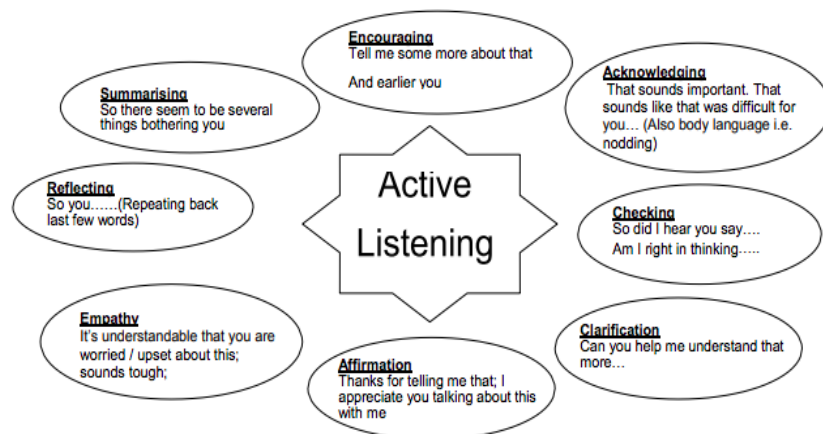 Encouraging
Tell me some more about that
And earlier you
Acknowledging
That sounds important. That
sounds like that was difficult for
you… (Also body language i.e.
nodding)
Summarising
So there seem to be several
things bothering you
Active
Listening
Reflecting
So you……(Repeating back
last few words)
Checking
So did I hear you say….
Am I right in thinking…..
Empathy
It's understandable that you are
worried / upset about this;
sounds tough;
Clarification
Can you help me understand that
more…
Affirmation
Thanks for telling me that; I
appreciate you talking about this
with me